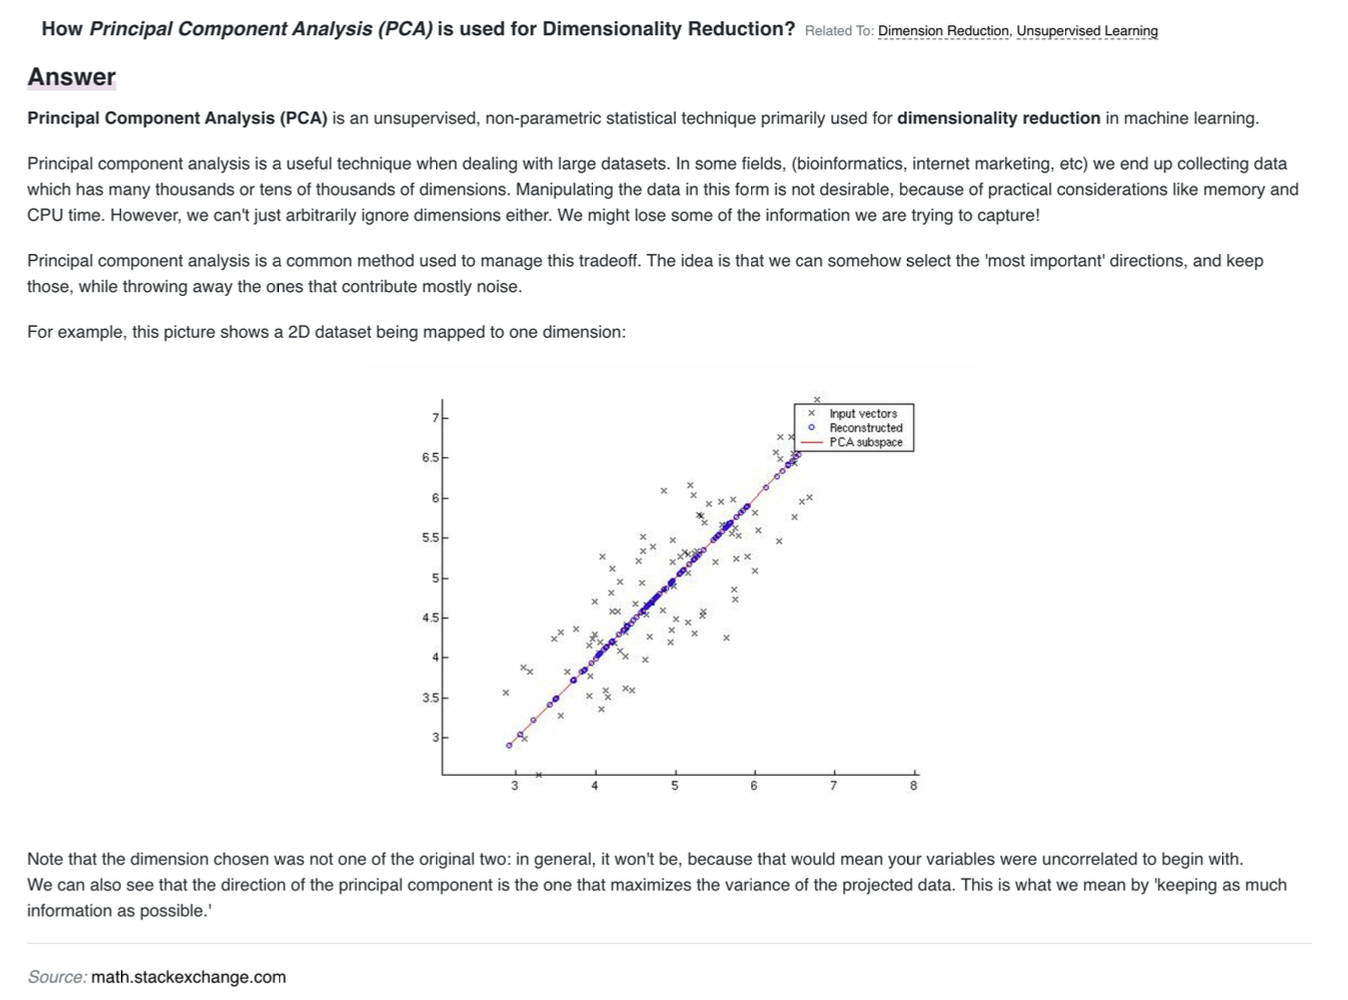 How Principal Component Analysis (PCA) is used for Dimensionality Reduction? Related To: Dimension Reduction, Unsupervised Learning
Answer
Principal Component Analysis (PCA) is an unsupervised, non-parametric statistical technique primarily used for dimensionality reduction in machine learning.
Principal component analysis is a useful technique when dealing with large datasets. In some fields, (bioinformatics, internet marketing, etc) we end up collecting data
which has many thousands or tens of thousands of dimensions. Manipulating the data in this form is not desirable, because of practical considerations like memory and
CPU time. However, we can't just arbitrarily ignore dimensions either. We might lose some of the information we are trying to capture!
Principal component analysis is a common method used to manage this tradeoff. The idea is that we can somehow select the 'most important' directions, and keep
those, while throwing away the ones that contribute mostly noise.
For example, this picture shows a 2D dataset being mapped to one dimension:
Input vectors
Reconstructed
PCA subspace
7
6.5
6
5.5
5
4.5
4
3.5
3
3 4 5 6 7 8
Note that the dimension chosen was not one of the original two: in general, it won't be, because that would mean your variables were uncorrelated to begin with.
We can also see that the direction of the principal component is the one that maximizes the variance of the projected data. This is what we mean by 'keeping as much
information as possible.'
Source: math.stackexchange.com